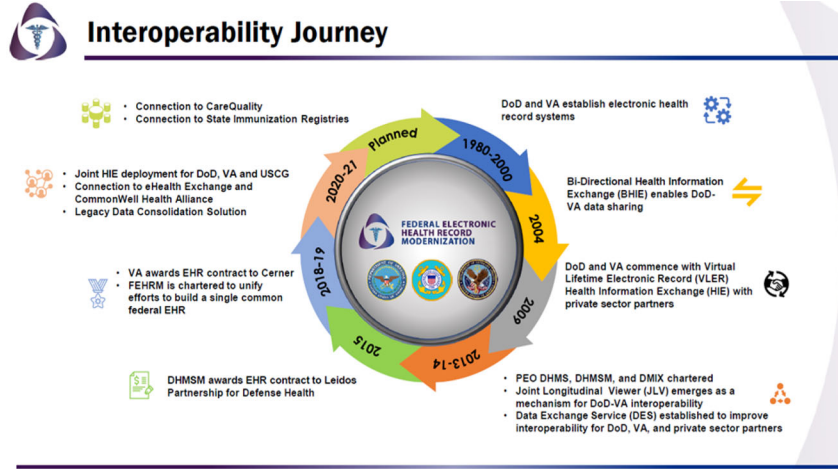 Interoperability Journey
• Connection to CareQuality
• Connection to State Immunization Registries
DoD and VA establish electronic health
record systems
• Joint HIE deployment for DoD, VA and USCG
• Connection to eHealth Exchange and
CommonWell Health Alliance
• Legacy Data Consolidation Solution
Bi-Directional Health Information
Exchange (BHIE) enables DoD-
VA data sharing
• VA awards EHR contract to Cerner
• FEHRM is chartered to unify
efforts to build a single common
federal EHR
DoD and VA commence with Virtual
Lifetime Electronic Record (VLER)
Health Information Exchange (HIE) with
private sector partners
DHMSM awards EHR contract to Leidos
Partnership for Defense Health
• PEO DHMS, DHMSM, and DMIX chartered
• Joint Longitudinal Viewer (JLV) emerges as a
mechanism for DoD-VA interoperability
• Data Exchange Service (DES) established to improve
interoperability for DoD, VA, and private sector partners
Planned
1980-2000
2004
2009
2013-14
2015
2018-19
2020-21
FEDERAL ELECTRONIC
HEALTH RECORD
MODERNIZATION